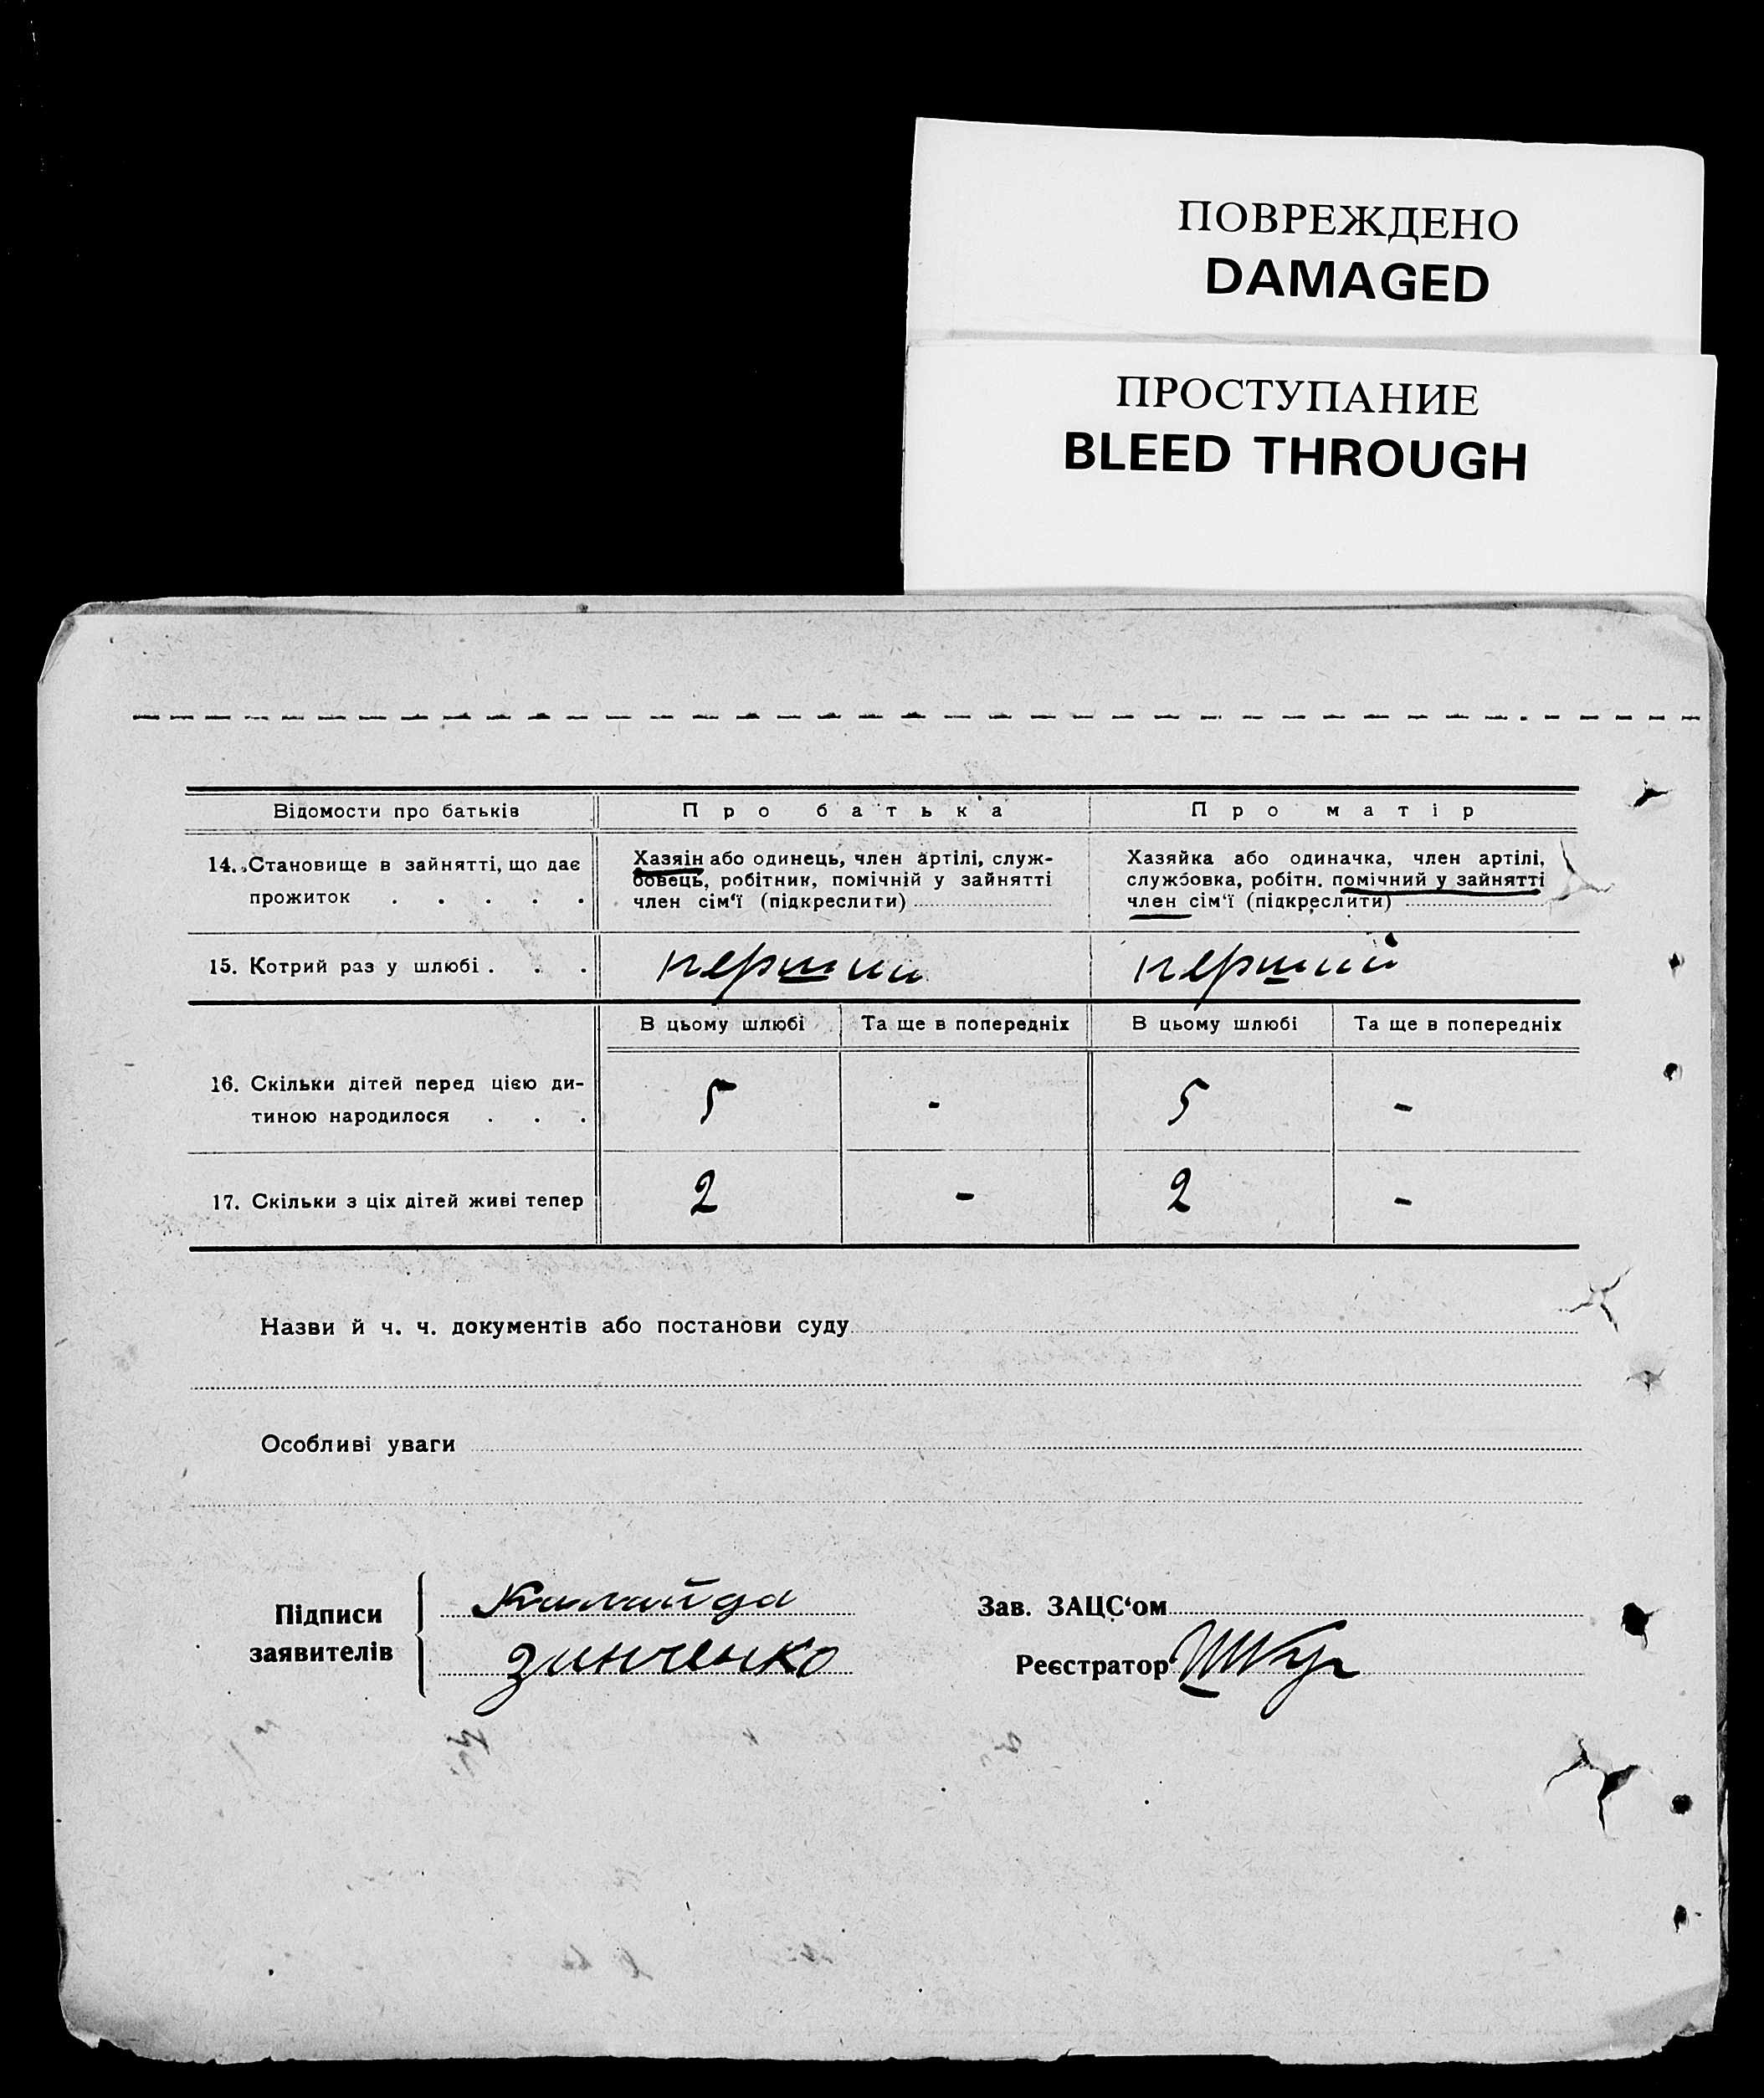 ПОВРЕЖДЕНО
DAMAGED
ПРОСТУПАНИЕ
BLEED THROUGH
Відомости про батьків
Про батька
Про матір
14. Становище в зайнятті, що дає
прожиток . . . . .
Хазяін або одинець, член артілі, служ-
бовець, робітник, помічній у зайнятті
член сім'ї (підкреслити)
Хазяйка або одиначка, член артілі,
службовка, робітн. помічний у зайнятті
член сім'ї (підкреслити)
15. Котрий раз у шлюбі . . .
перший
перший
В цьому шлюбі
Та ще в попередніх
В цьому шлюбі
Та ще в попередніх
16. Скільки дітей перед цією ди-
тиною народилося . . .
5
-
5
-
17. Скільки з ціх дітей живі тепер
2
-
2
-
Назви й ч. ч. документів або постанови суду
Особливі уваги
Підписи
заявителів
Калайда
Зинченко
Зав. ЗАЦС'ом
Реєстратор